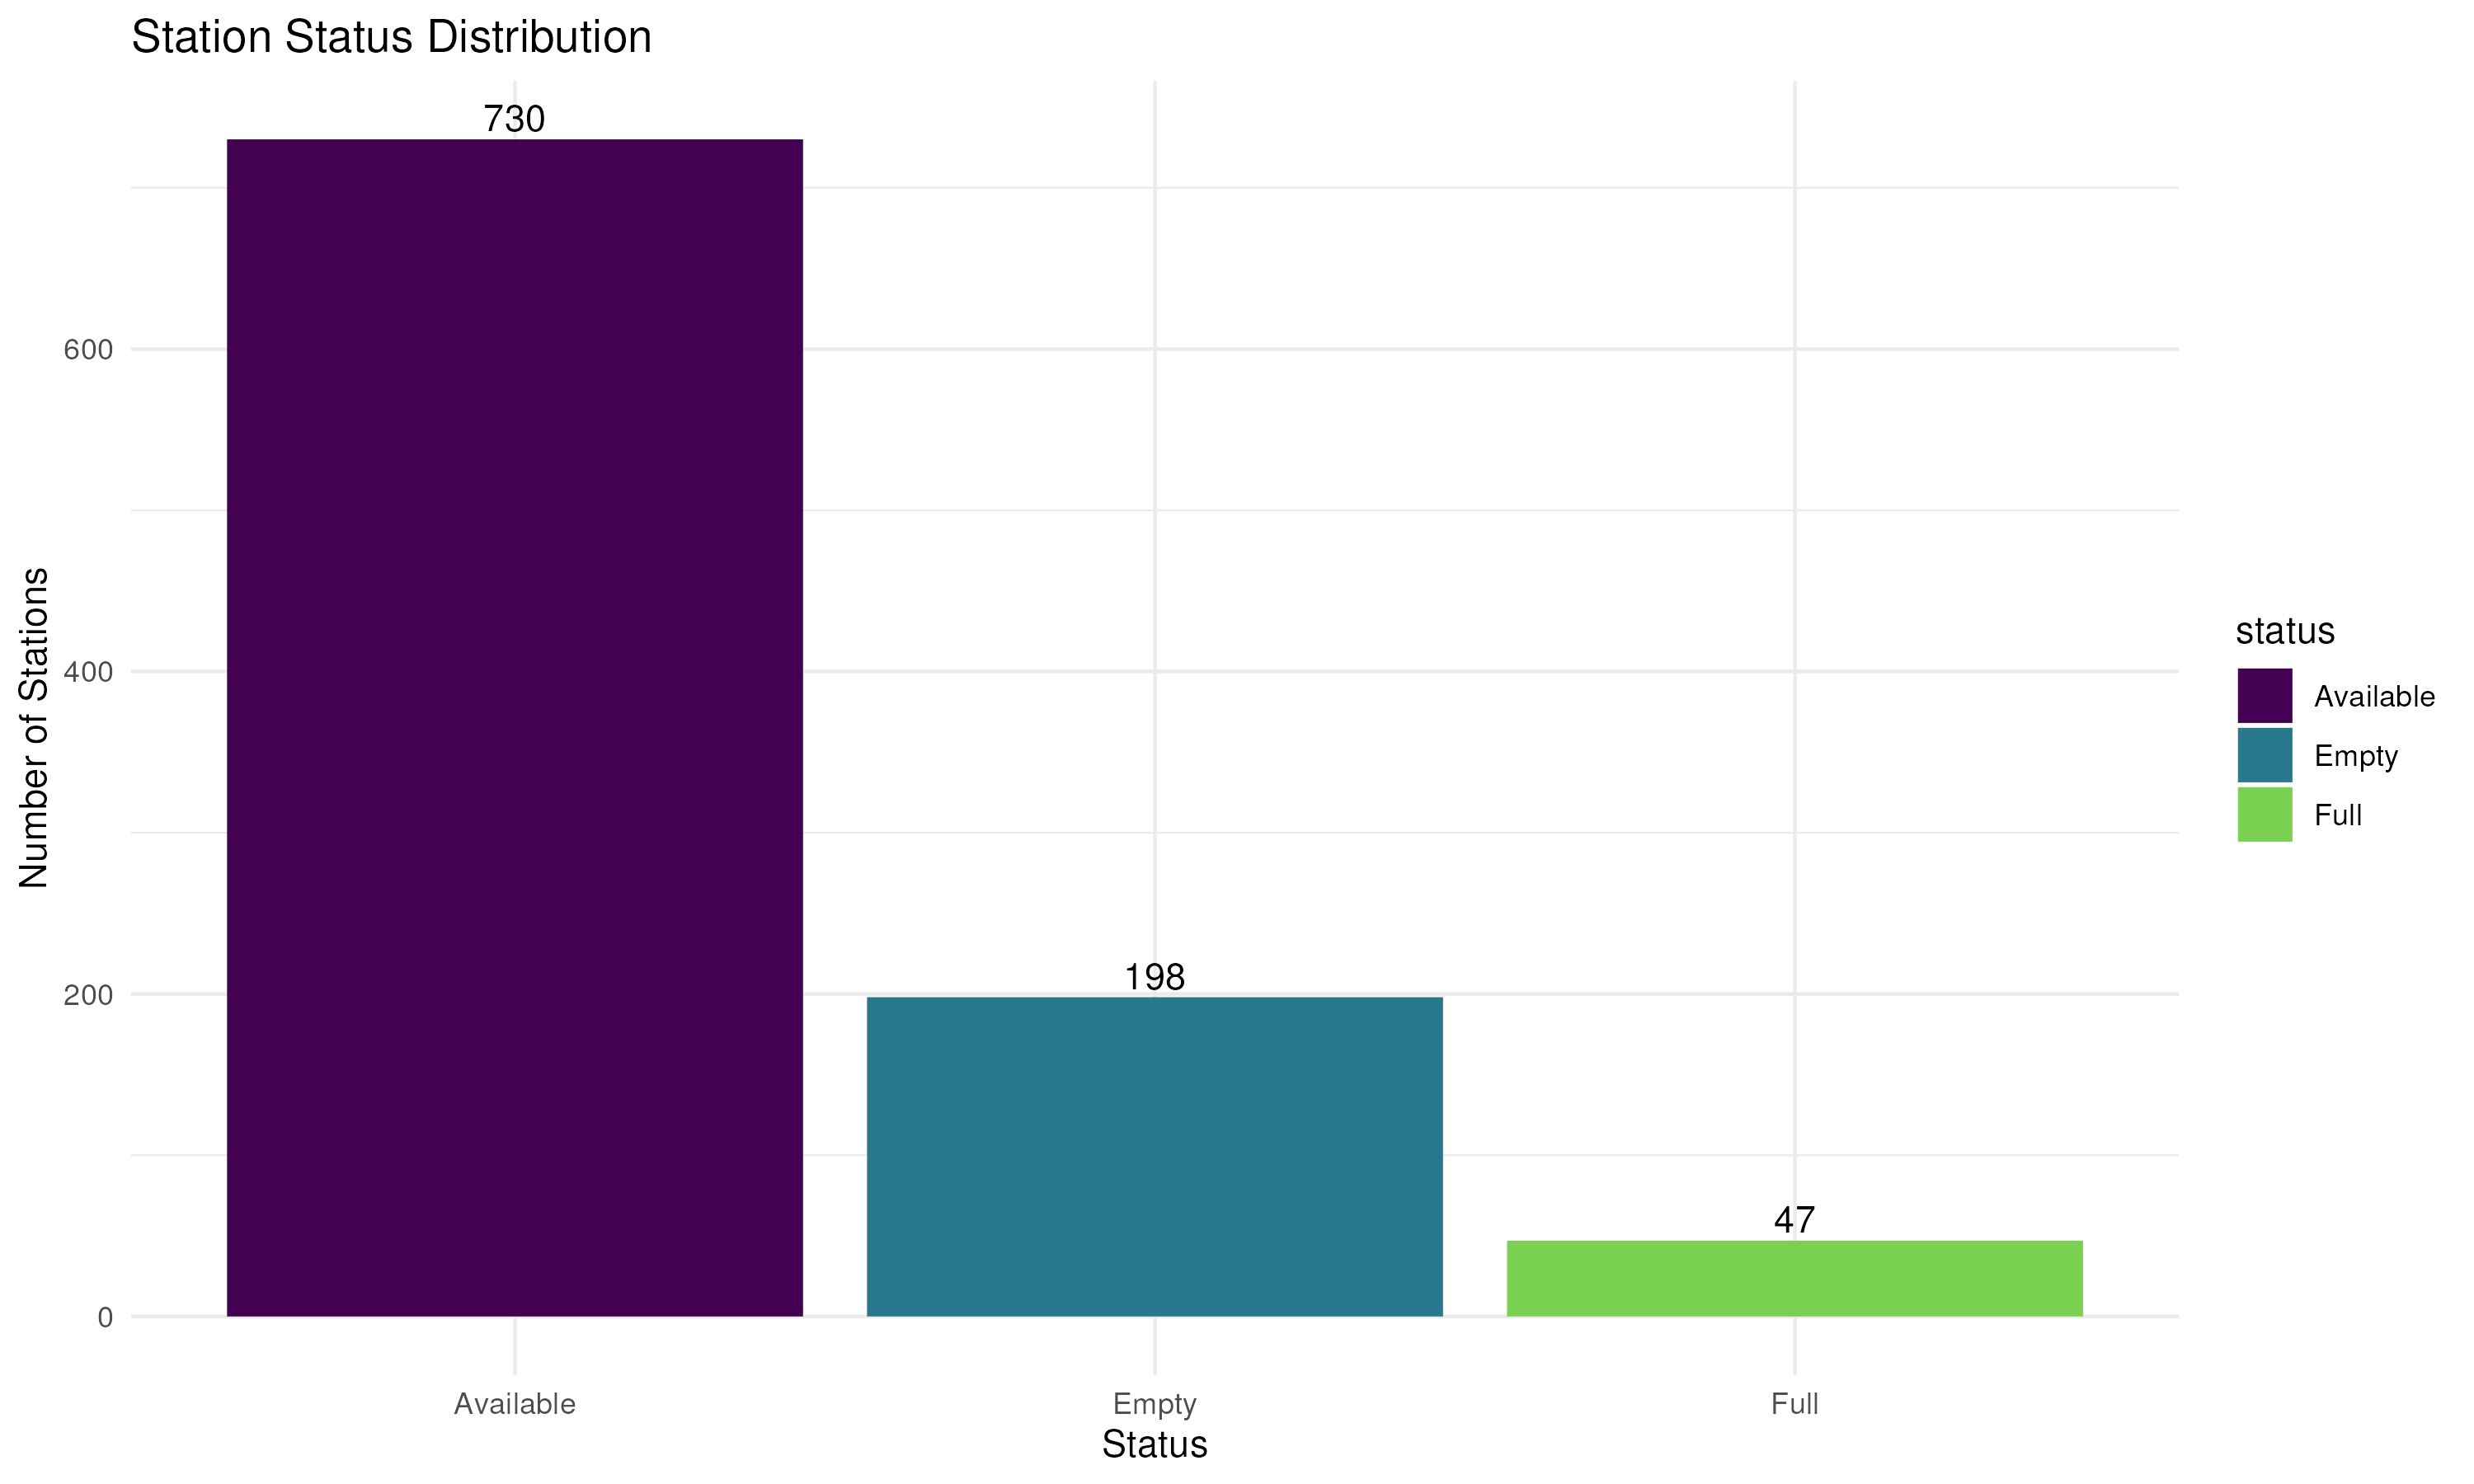 Station Status Distribution
730
198
47
600
400
200
0
Number of Stations
Available
Empty
Full
Status
status
Available
Empty
Full